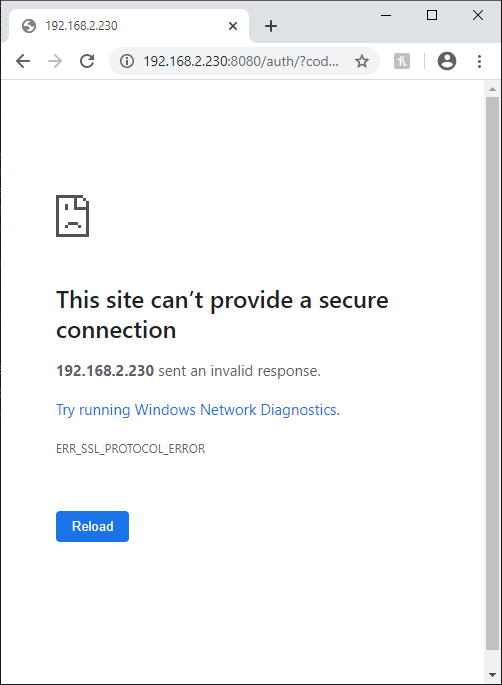 192.168.2.230
192.168.2.230:8080/auth/?cod...
This site can’t provide a secure
connection
192.168.2.230 sent an invalid response.
Try running Windows Network Diagnostics.
ERR_SSL_PROTOCOL_ERROR
Reload